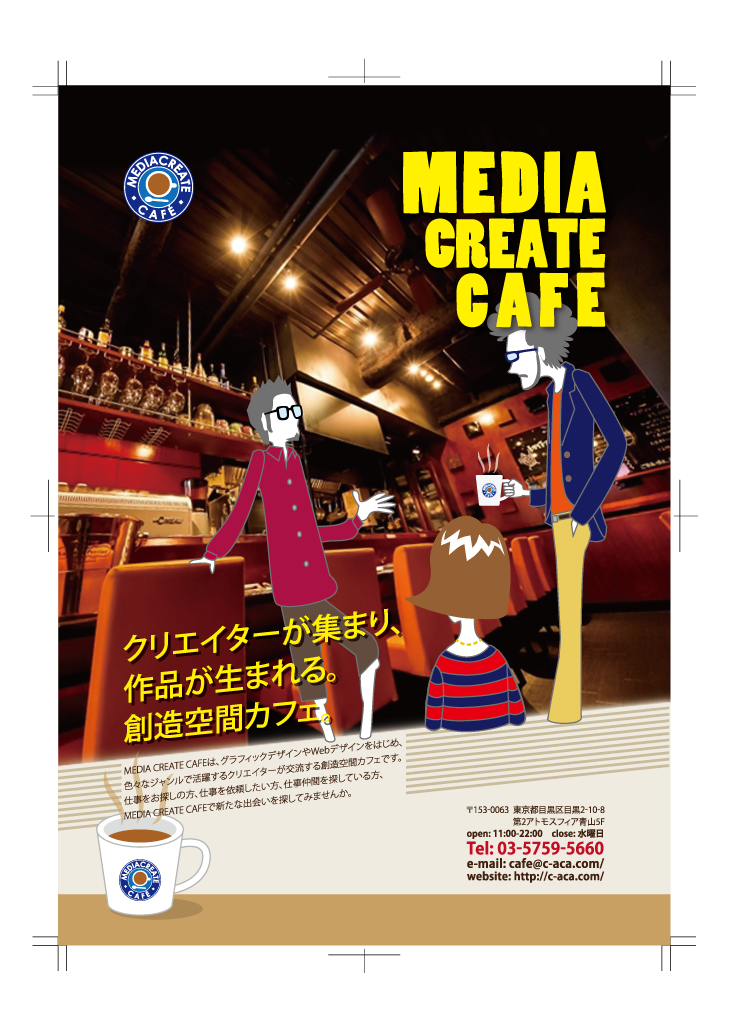 MEDIACREATE
CAFÉ
MEDIA
CREATE
CAFE
クリエイターが集まり、
作品が生まれる。
創造空間カフェ。
MEDIA CREATE CAFEは、グラフィックデザインやWebデザインをはじめ、
色々なジャンルで活躍するクリエイターが交流する創造空間カフェです。
仕事をお探しの方、仕事を依頼したい方、仕事仲間を探している方、
MEDIA CREATE CAFEで新たな出会いを探してみませんか。
MEDIACREATE
CAFÉ
〒153-0063 東京都目黒区目黒2-10-8
第2アトモスフィア青山5F
open: 11:00-22:00 close: 水曜日
Tel: 03-5759-5660
e-mail: cafe@c-aca.com/
website: http://c-aca.com/